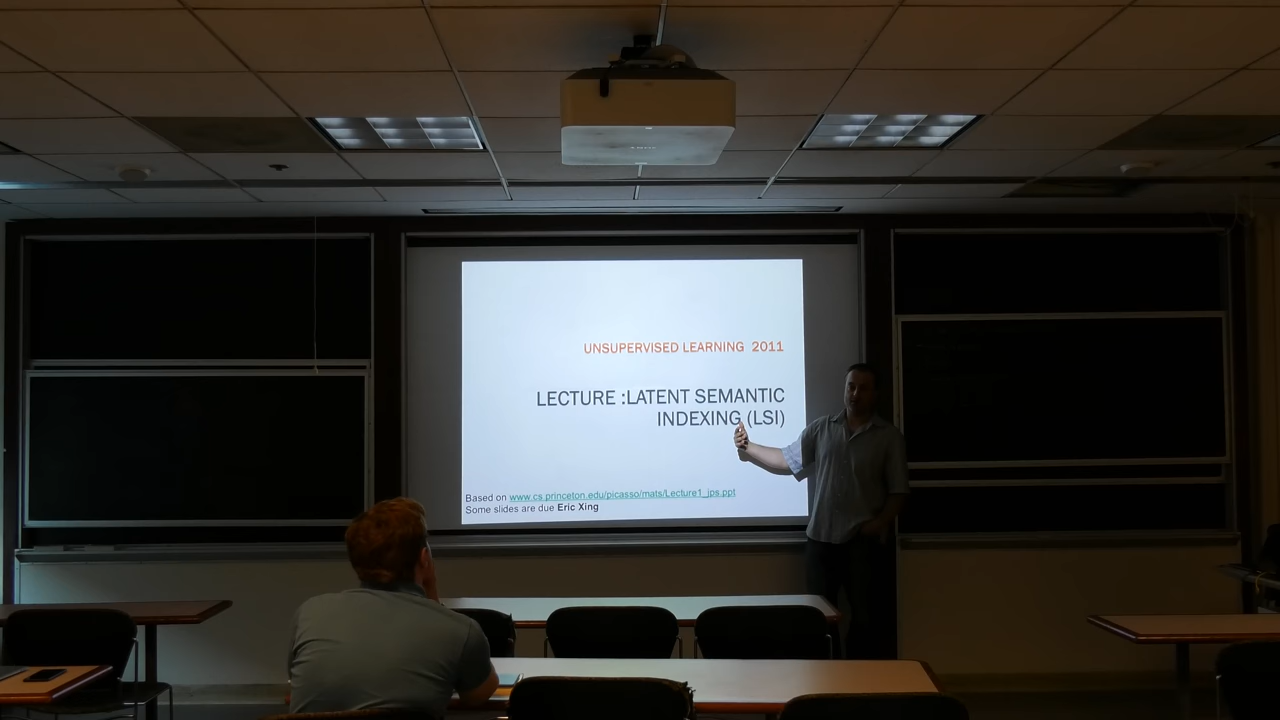 UNSUPERVISED LEARNING 2011
LECTURE :LATENT SEMANTIC
INDEXING (LSI)
Based on www.cs.princeton.edu/picasso/mats/Lecture1_jps.ppt
Some slides are due Eric Xing